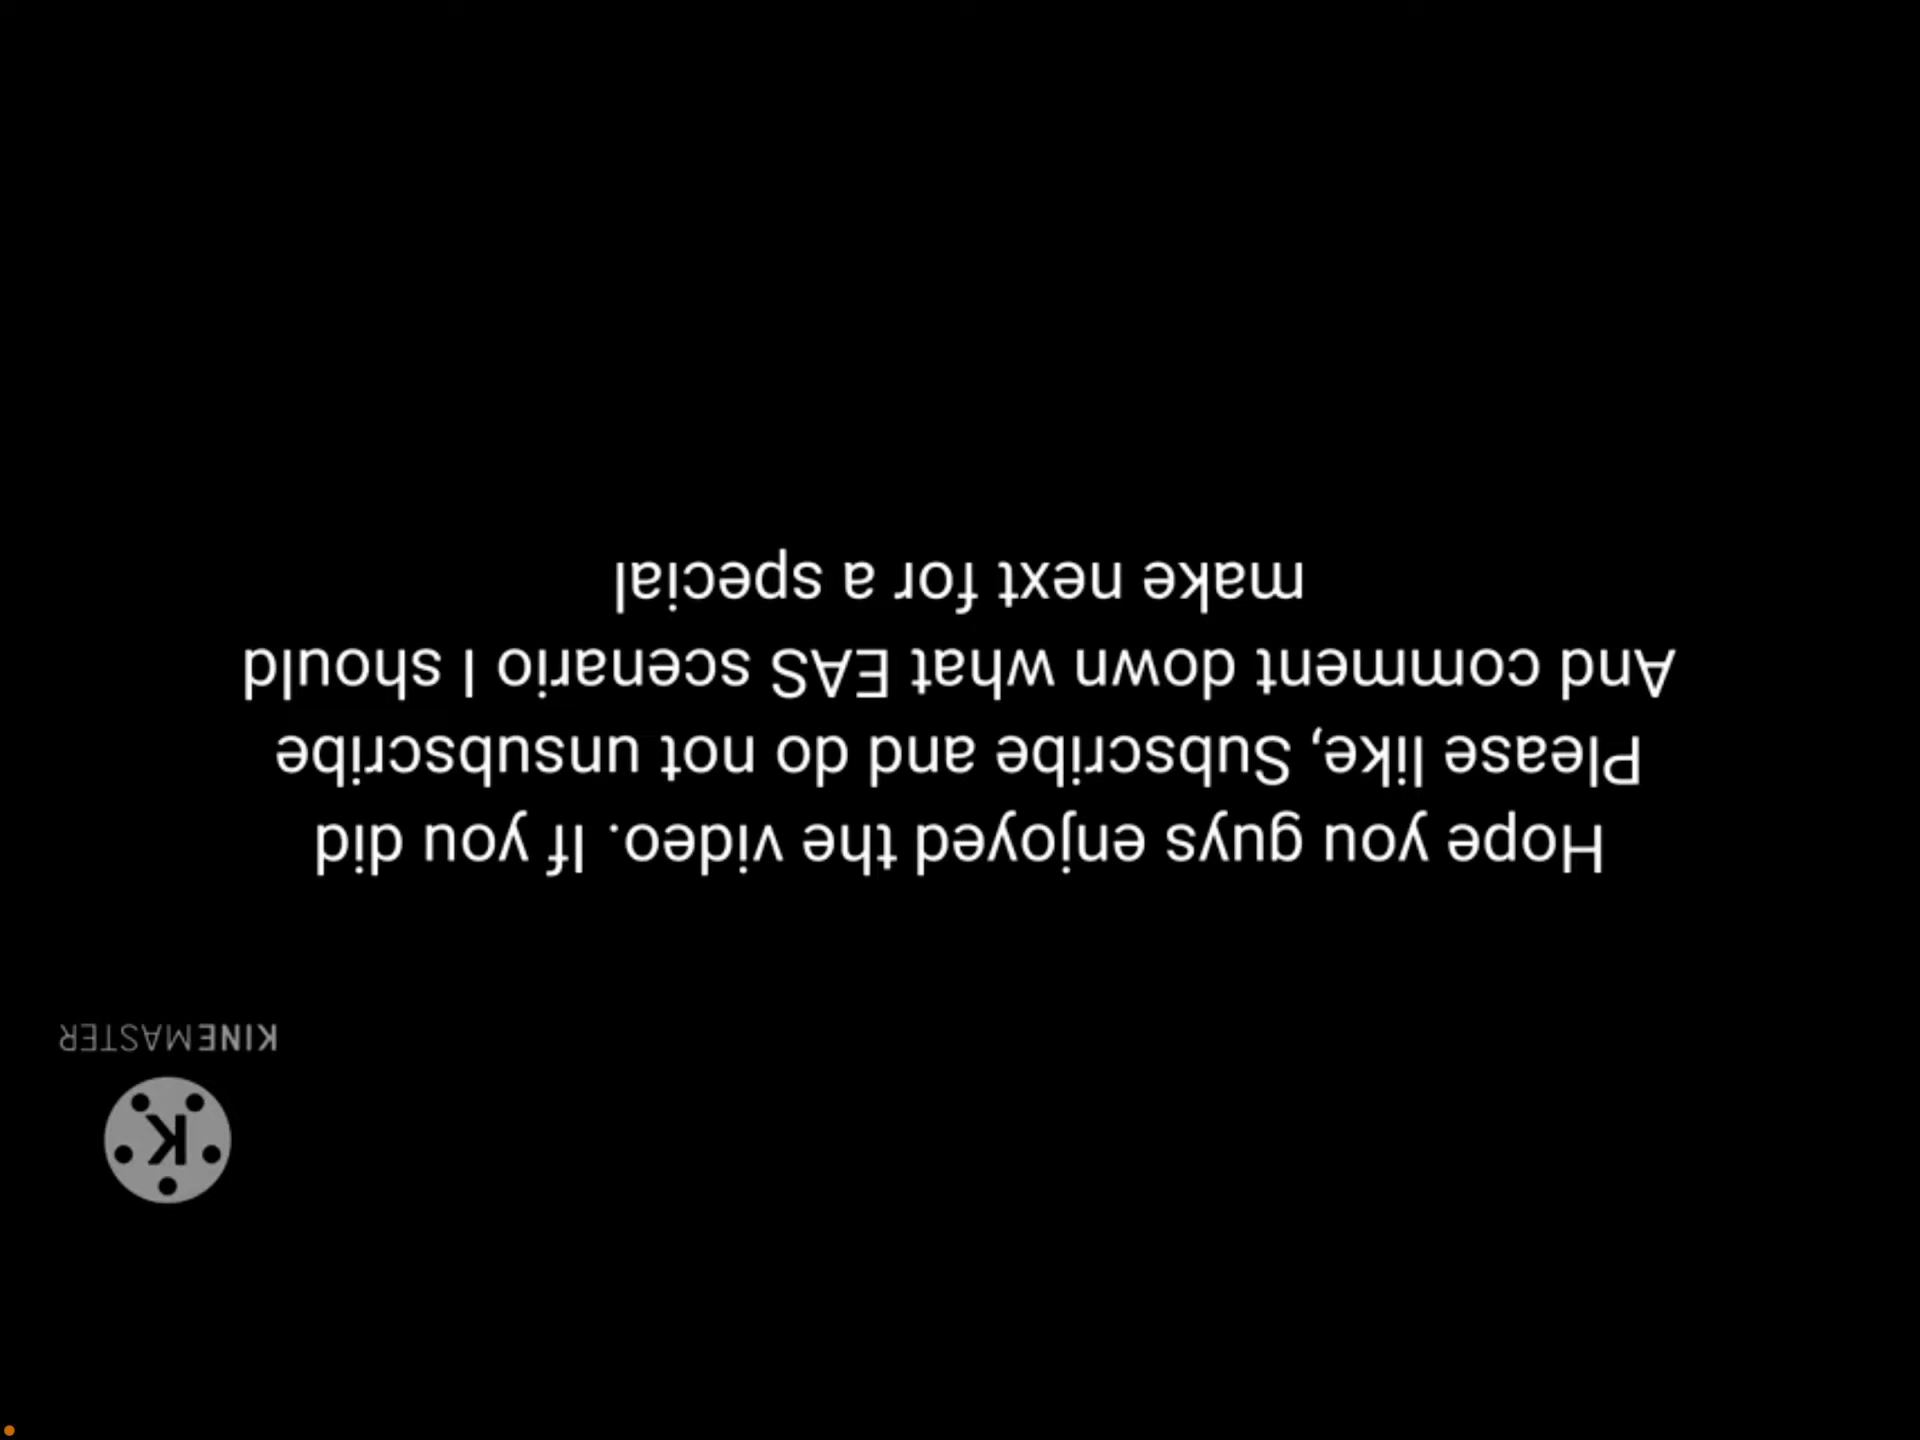 Hope you guys enjoyed the video. If you did
Please like, Subscribe and do not unsubscribe
And comment down what EAS scenario I should
make next for a special
K
KINEMASTER